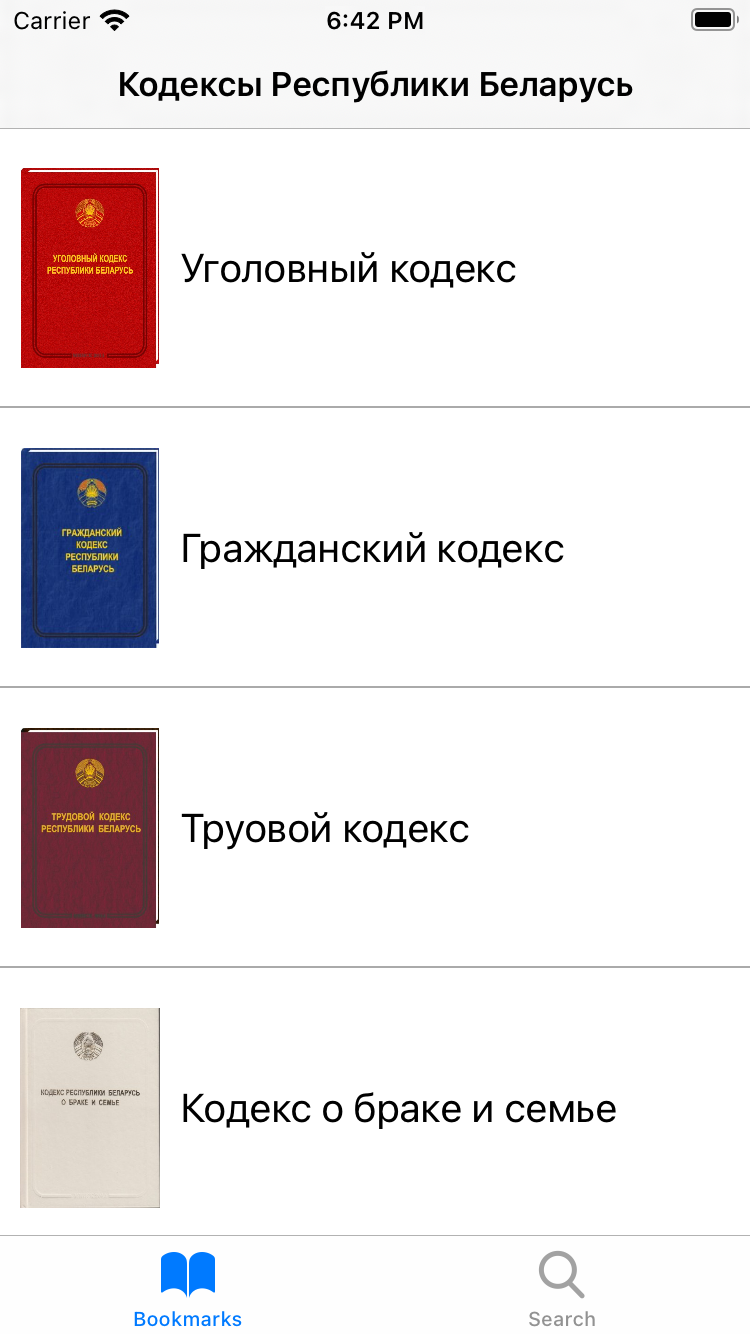 Carrier
6:42 PM
Кодексы Республики Беларусь
УГОЛОВНЫЙ КОДЕКС
РЕСПУБЛИКИ БЕЛАРУСЬ
Уголовный кодекс
ГРАЖДАНСКИЙ
КОДЕКС
РЕСПУБЛИКИ
БЕЛАРУСЬ
Гражданский кодекс
ТРУДОВОЙ КОДЕКС
РЕСПУБЛИКИ БЕЛАРУСЬ
Труовой кодекс
КОДЕКС РЕСПУБЛИКИ БЕЛАРУСЬ
О БРАКЕ И СЕМЬЕ
Кодекс о браке и семье
Bookmarks
Search